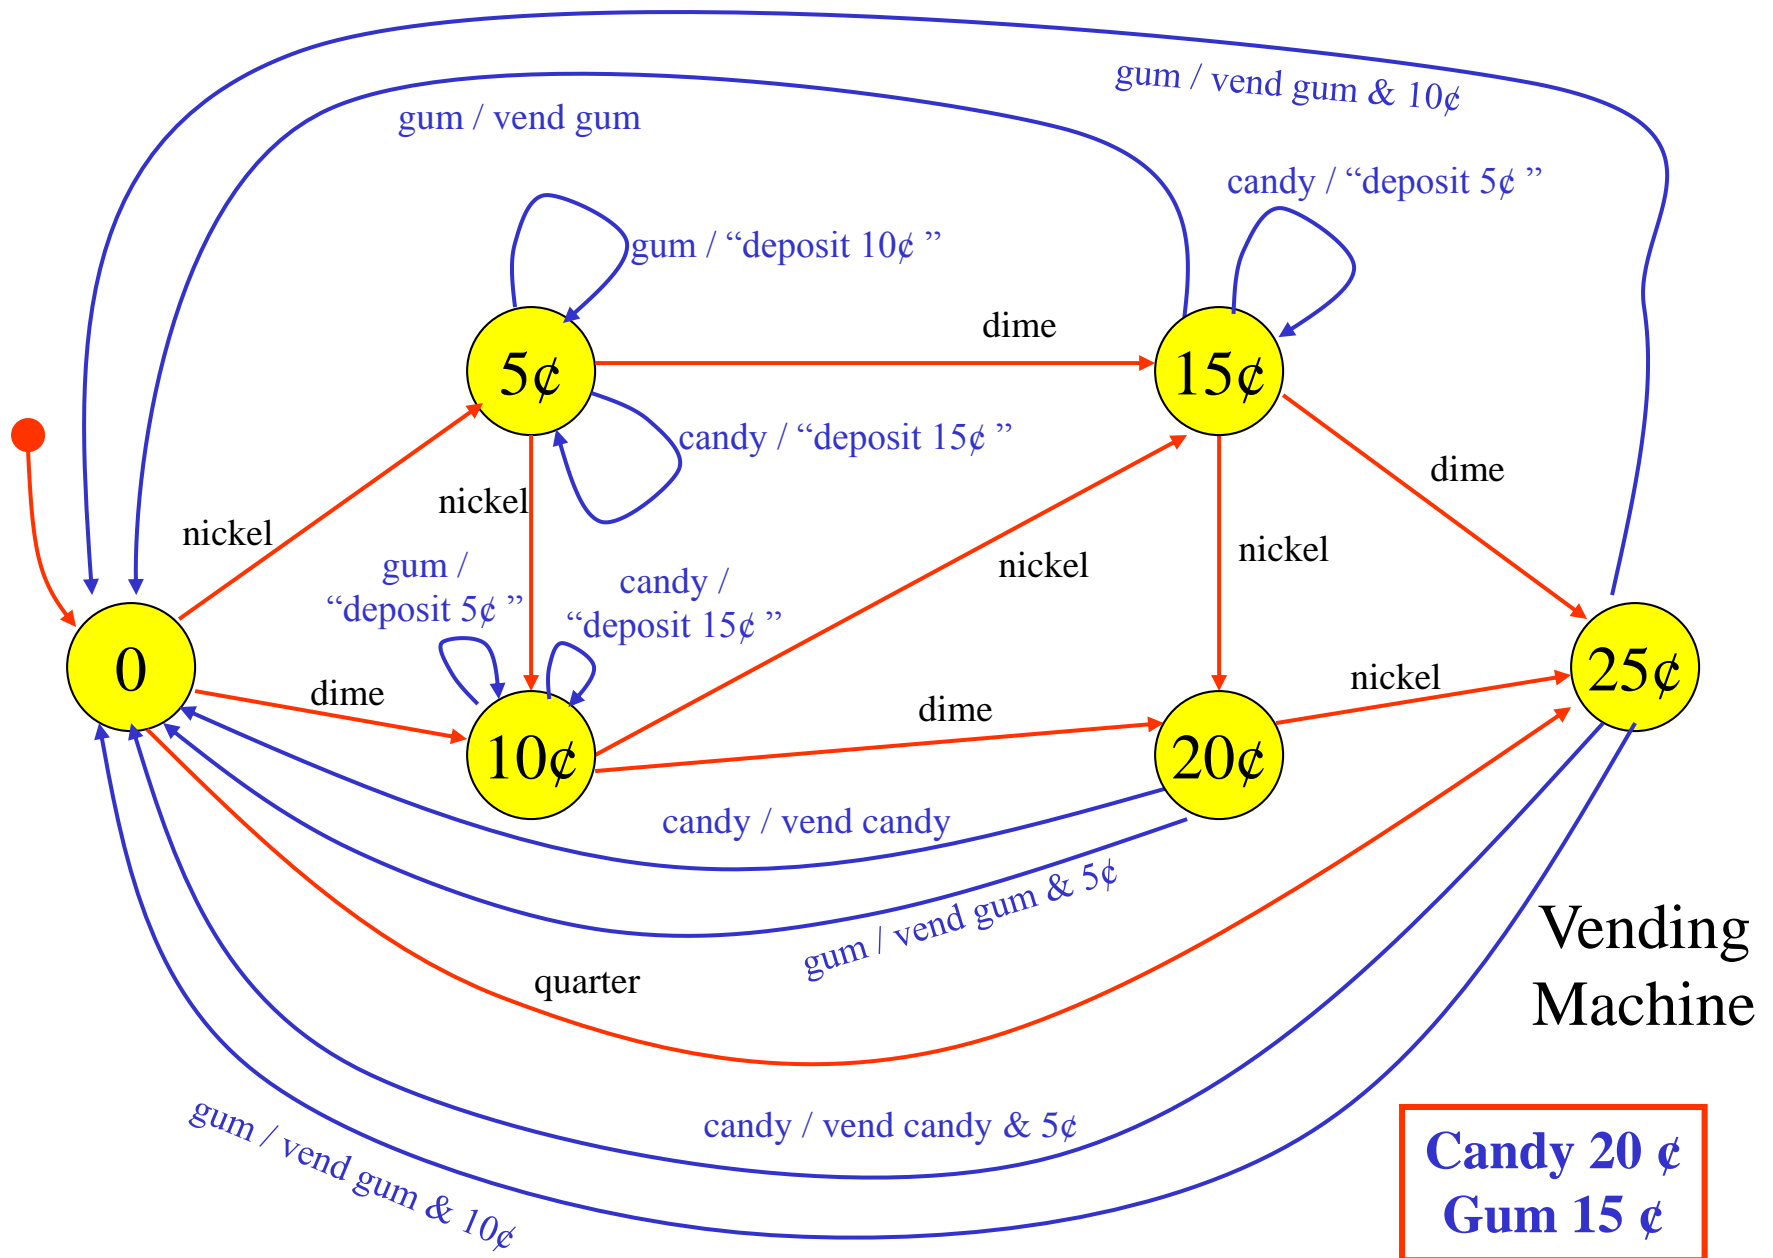 gum / vend gum & 10¢
gum / vend gum
candy / “deposit 5¢ ”
gum / “deposit 10¢ ”
dime
5¢
15¢
candy / “deposit 15¢ ”
dime
nickel
nickel
nickel
nickel
gum /
“deposit 5¢ ”
candy /
“deposit 15¢ ”
0
dime
10¢
dime
20¢
nickel
25¢
candy / vend candy
gum / vend gum & 5¢
quarter
Vending
Machine
candy / vend candy & 5¢
gum / vend gum & 10¢
Candy 20 ¢
Gum 15 ¢